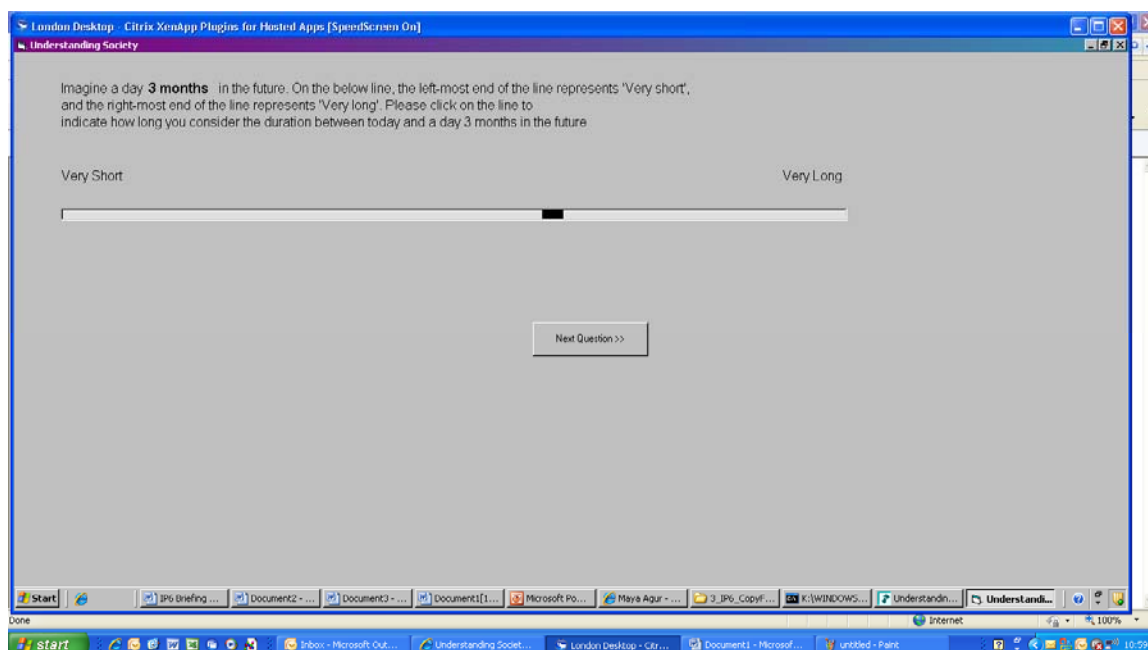 London Desktop - Citrix XenApp Plugins for Hosted Apps [SpeedScreen On]
Understanding Society
Imagine a day 3 months in the future. On the below line, the left-most end of the line represents 'Very short',
and the right-most end of the line represents 'Very long'. Please click on the line to
indicate how long you consider the duration between today and a day 3 months in the future
Very Short Very Long
Next Question >>
Start IP6 Briefing ... Document2 - ... Document3 - ... Document1[1... Microsoft Po... Maya Agur - ... 3_IP6_CopyF... K:\WINDOWS... Understandin... Understandi...
Done Internet 100%
start Inbox - Microsoft Out... Understanding Societ... London Desktop - Citr... Document1 - Microsof... untitled - Paint 10:59